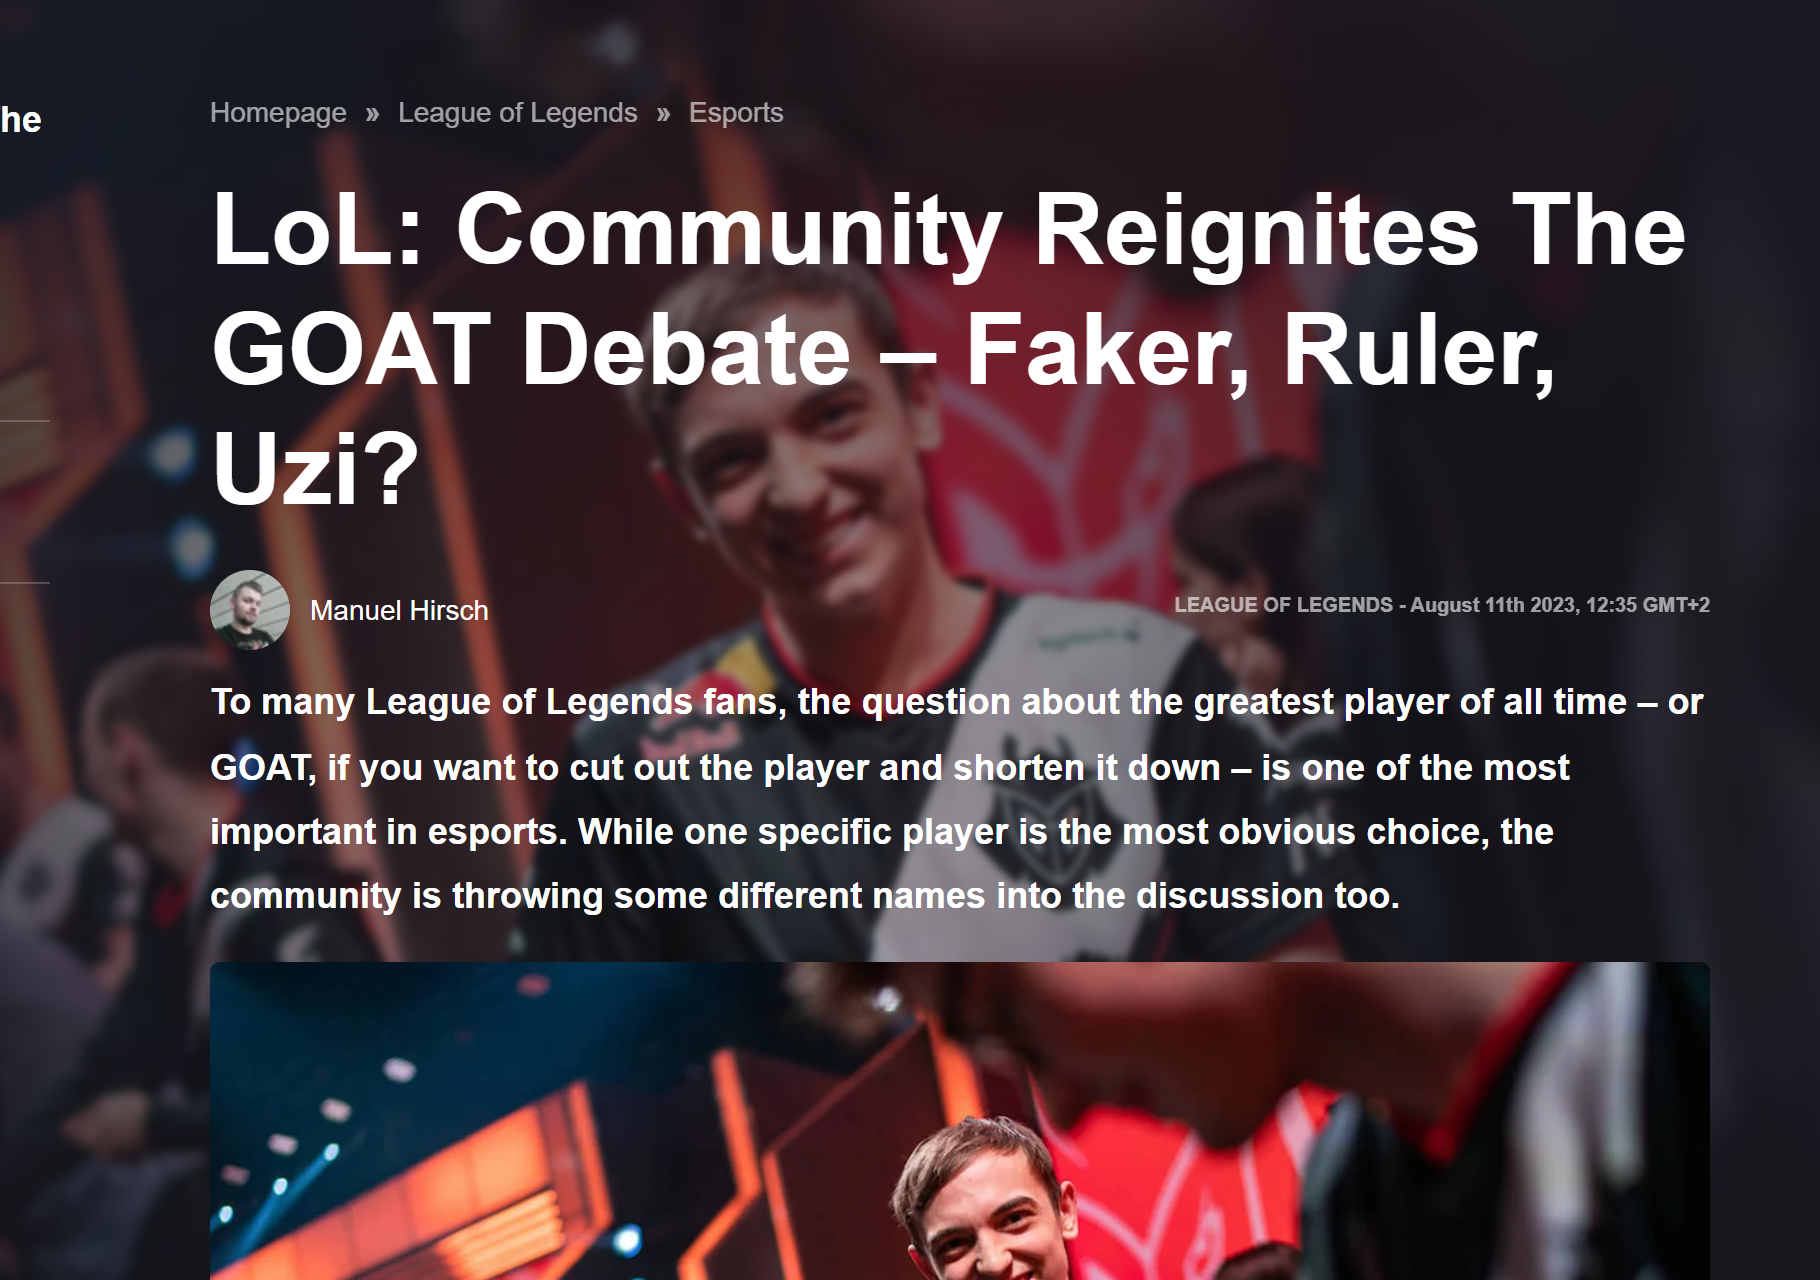 he
Homepage » League of Legends » Esports
LoL: Community Reignites The
GOAT Debate – Faker, Ruler,
Uzi?
Manuel Hirsch
LEAGUE OF LEGENDS - August 11th 2023, 12:35 GMT+2
To many League of Legends fans, the question about the greatest player of all time – or
GOAT, if you want to cut out the player and shorten it down – is one of the most
important in esports. While one specific player is the most obvious choice, the
community is throwing some different names into the discussion too.